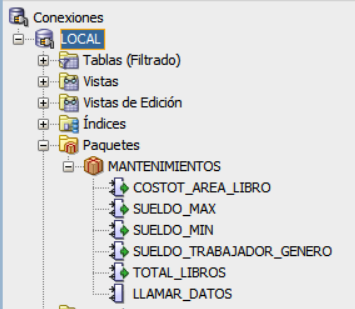 Conexiones
LOCAL
Tablas (Filtrado)
Vistas
Vistas de Edición
Índices
Paquetes
MANTENIMIENTOS
COSTOT_AREA_LIBRO
SUELDO_MAX
SUELDO_MIN
SUELDO_TRABAJADOR_GENERO
TOTAL_LIBROS
LLAMAR_DATOS